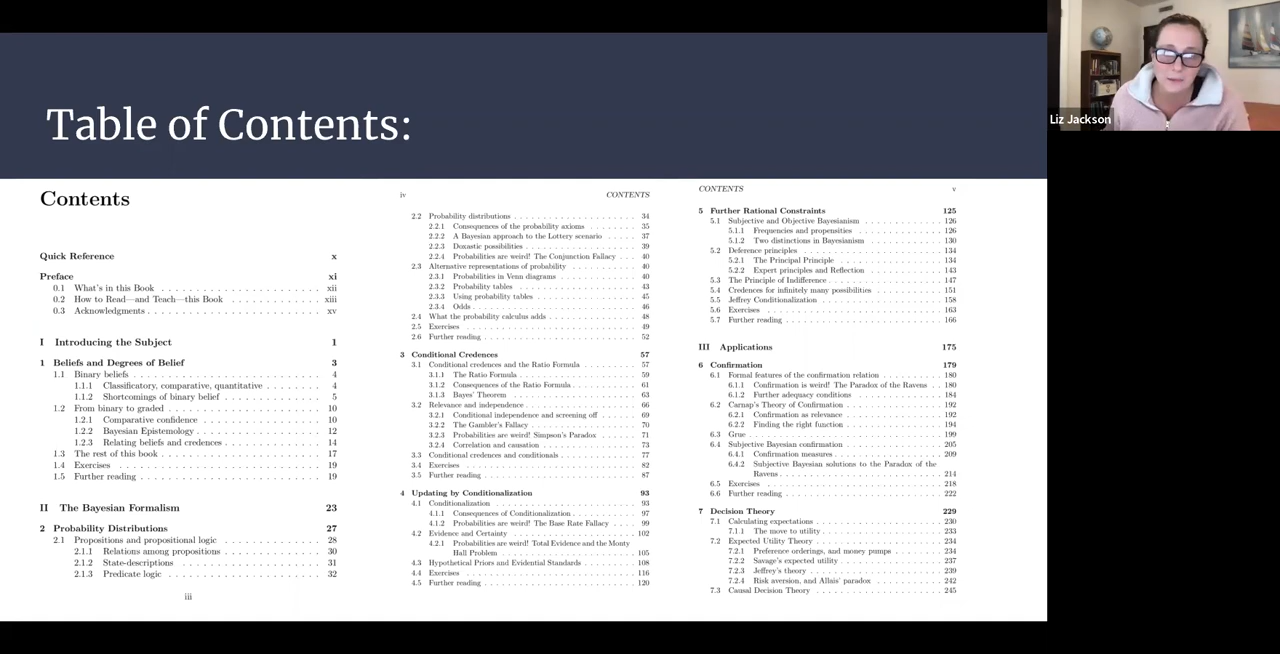 Table of Contents:
Liz Jackson
Contents
Quick Reference x
Preface xi
0.1 What's in this Book . . . . . . . . . . xii
0.2 How to Read—and Teach—this Book . . . . . . . . . . xiii
0.3 Acknowledgments . . . . . . . . . . xv
I Introducing the Subject 1
1 Beliefs and Degrees of Belief 3
1.1 Binary beliefs . . . . . . . . . . 4
1.1.1 Classificatory, comparative, quantitative . . . . . . . . . . 4
1.1.2 Shortcomings of binary belief . . . . . . . . . . 5
1.2 From binary to graded . . . . . . . . . . 10
1.2.1 Comparative confidence . . . . . . . . . . 10
1.2.2 Bayesian Epistemology . . . . . . . . . . 12
1.2.3 Relating beliefs and credences . . . . . . . . . . 14
1.3 The rest of this book . . . . . . . . . . 17
1.4 Exercises . . . . . . . . . . 19
1.5 Further reading . . . . . . . . . . 19
II The Bayesian Formalism 23
2 Probability Distributions 27
2.1 Propositions and propositional logic . . . . . . . . . . 28
2.1.1 Relations among propositions . . . . . . . . . . 30
2.1.2 State-descriptions . . . . . . . . . . 31
2.1.3 Predicate logic . . . . . . . . . . 32
iii
iv CONTENTS
2.2 Probability distributions . . . . . . . . . . 34
2.2.1 Consequences of the probability axioms . . . . . . . . . . 35
2.2.2 A Bayesian approach to the Lottery scenario . . . . . . . . . . 37
2.2.3 Doxastic possibilities . . . . . . . . . . 39
2.2.4 Probabilities are weird! The Conjunction Fallacy . . . 40
2.3 Alternative representations of probability . . . . . . . . . . 40
2.3.1 Probabilities in Venn diagrams . . . . . . . . . . 40
2.3.2 Probability tables . . . . . . . . . . 43
2.3.3 Using probability tables . . . . . . . . . . 45
2.3.4 Odds . . . . . . . . . . 46
2.4 What the probability calculus adds . . . . . . . . . . 48
2.5 Exercises . . . . . . . . . . 49
2.6 Further reading . . . . . . . . . . 52
3 Conditional Credences 57
3.1 Conditional credences and the Ratio Formula . . . . . . . . . . 57
3.1.1 The Ratio Formula . . . . . . . . . . 59
3.1.2 Consequences of the Ratio Formula . . . . . . . . . . 61
3.1.3 Bayes' Theorem . . . . . . . . . . 63
3.2 Relevance and independence . . . . . . . . . . 66
3.2.1 Conditional independence and screening off . . . . . . . . . . 69
3.2.2 The Gambler's Fallacy . . . . . . . . . . 70
3.2.3 Probabilities are weird! Simpson's Paradox . . . . . . . . . . 71
3.2.4 Correlation and causation . . . . . . . . . . 73
3.3 Conditional credences and conditionals . . . . . . . . . . 77
3.4 Exercises . . . . . . . . . . 82
3.5 Further reading . . . . . . . . . . 87
4 Updating by Conditionalization 93
4.1 Conditionalization . . . . . . . . . . 93
4.1.1 Consequences of Conditionalization . . . . . . . . . . 97
4.1.2 Probabilities are weird! The Base Rate Fallacy . . . . 99
4.2 Evidence and Certainty . . . . . . . . . . 102
4.2.1 Probabilities are weird! Total Evidence and the Monty
Hall Problem . . . . . . . . . . 105
4.3 Hypothetical Priors and Evidential Standards . . . . . . . . . . 108
4.4 Exercises . . . . . . . . . . 116
4.5 Further reading . . . . . . . . . . 120
CONTENTS v
5 Further Rational Constraints 125
5.1 Subjective and Objective Bayesianism . . . . . . . . . . 126
5.1.1 Frequencies and propensities . . . . . . . . . . 126
5.1.2 Two distinctions in Bayesianism . . . . . . . . . . 130
5.2 Deference principles . . . . . . . . . . 134
5.2.1 The Principal Principle . . . . . . . . . . 134
5.2.2 Expert principles and Reflection . . . . . . . . . . 143
5.3 The Principle of Indifference . . . . . . . . . . 147
5.4 Credences for infinitely many possibilities . . . . . . . . . . 151
5.5 Jeffrey Conditionalization . . . . . . . . . . 158
5.6 Exercises . . . . . . . . . . 163
5.7 Further reading . . . . . . . . . . 166
III Applications 175
6 Confirmation 179
6.1 Formal features of the confirmation relation . . . . . . . . . . 180
6.1.1 Confirmation is weird! The Paradox of the Ravens . . 180
6.1.2 Further adequacy conditions . . . . . . . . . . 184
6.2 Carnap's Theory of Confirmation . . . . . . . . . . 192
6.2.1 Confirmation as relevance . . . . . . . . . . 192
6.2.2 Finding the right function . . . . . . . . . . 194
6.3 Grue . . . . . . . . . . 199
6.4 Subjective Bayesian confirmation . . . . . . . . . . 205
6.4.1 Confirmation measures . . . . . . . . . . 209
6.4.2 Subjective Bayesian solutions to the Paradox of the
Ravens . . . . . . . . . . 214
6.5 Exercises . . . . . . . . . . 218
6.6 Further reading . . . . . . . . . . 222
7 Decision Theory 229
7.1 Calculating expectations . . . . . . . . . . 230
7.1.1 The move to utility . . . . . . . . . . 233
7.2 Expected Utility Theory . . . . . . . . . . 234
7.2.1 Preference orderings, and money pumps . . . . . . . . . . 234
7.2.2 Savage's expected utility . . . . . . . . . . 237
7.2.3 Jeffrey's theory . . . . . . . . . . 239
7.2.4 Risk aversion, and Allais' paradox . . . . . . . . . . 242
7.3 Causal Decision Theory . . . . . . . . . . 245